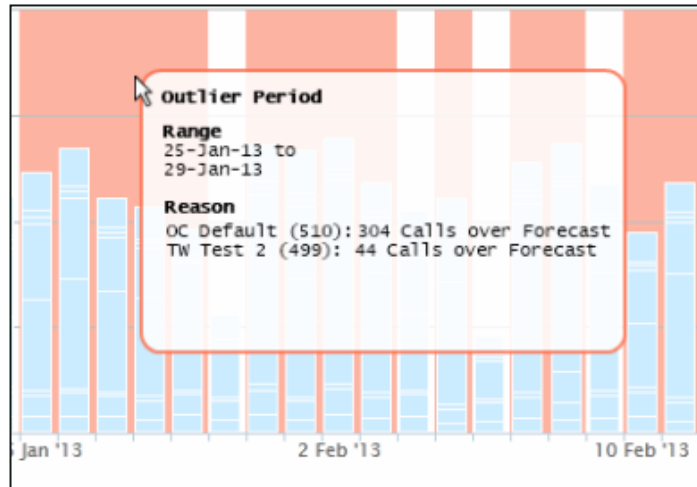 Outlier Period
Range
25-Jan-13 to
29-Jan-13
Reason
OC Default (510): 304 Calls over Forecast
TW Test 2 (499): 44 Calls over Forecast
Jan '13
2 Feb '13
10 Feb '13